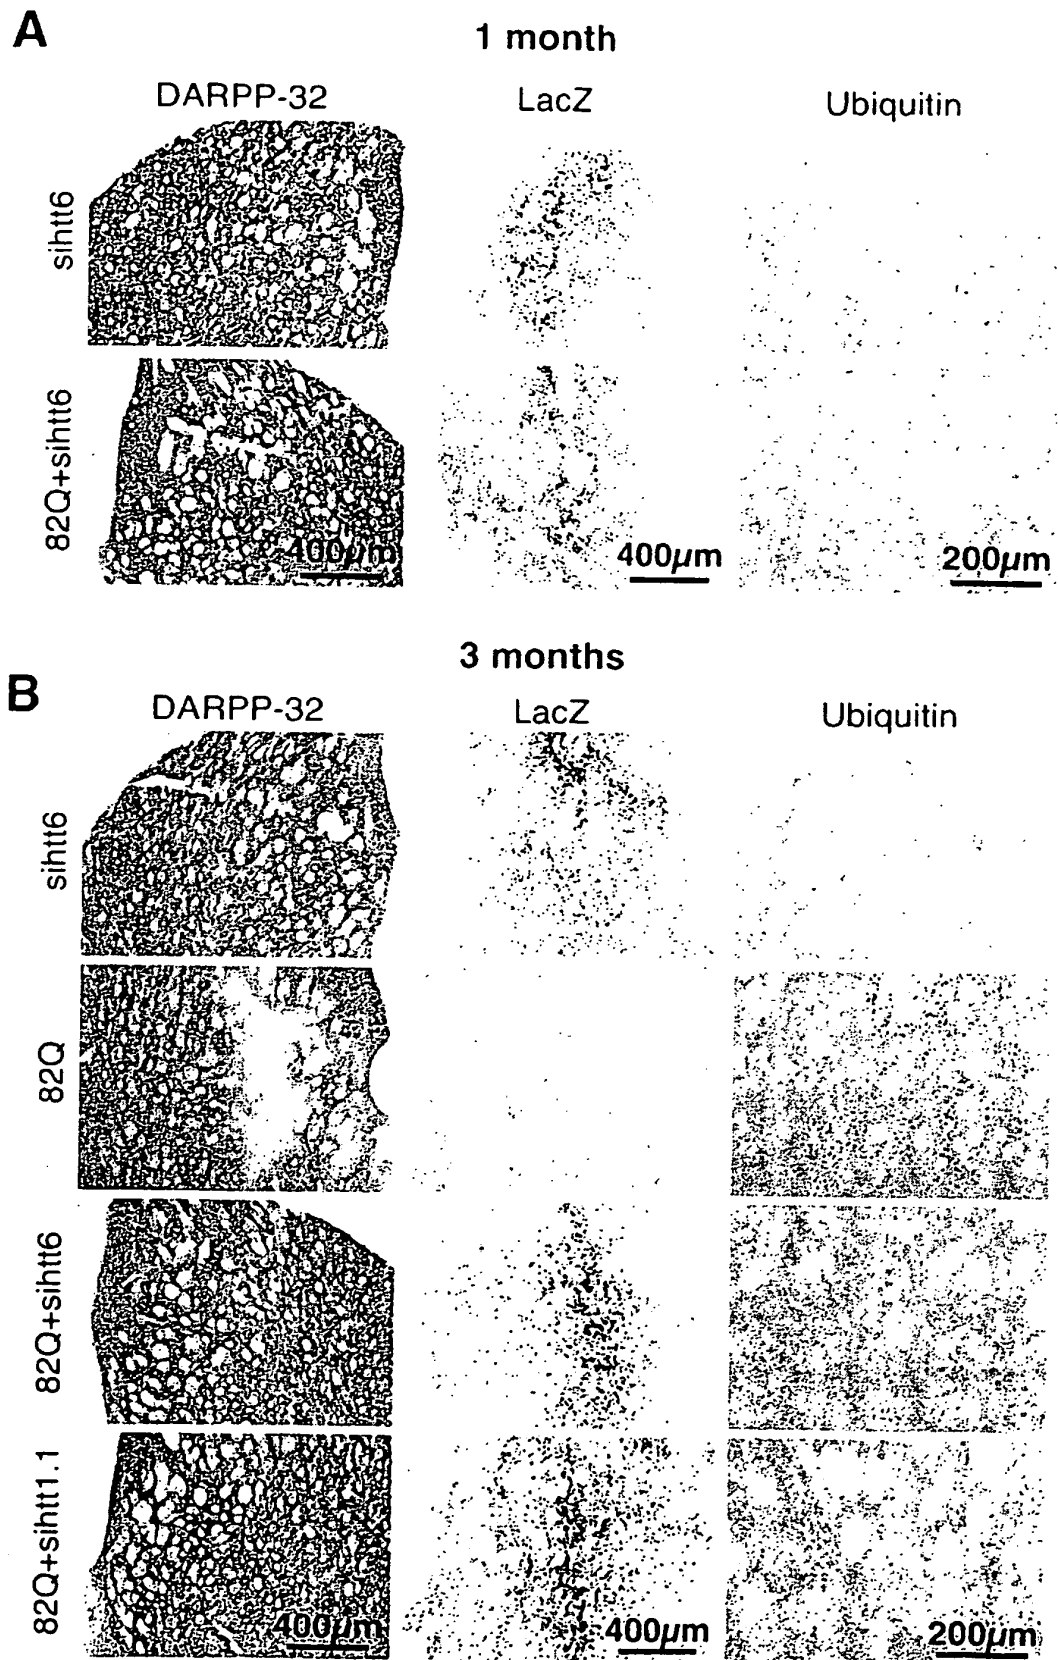 A
1 month
DARPP-32 LacZ Ubiquitin
sihtt6
82Q+sihtt6
400µm 400µm 200µm
3 months
B
DARPP-32 LacZ Ubiquitin
sihtt6
82Q
82Q+sihtt6
82Q+sihtt1.1
400µm 400µm 200µm